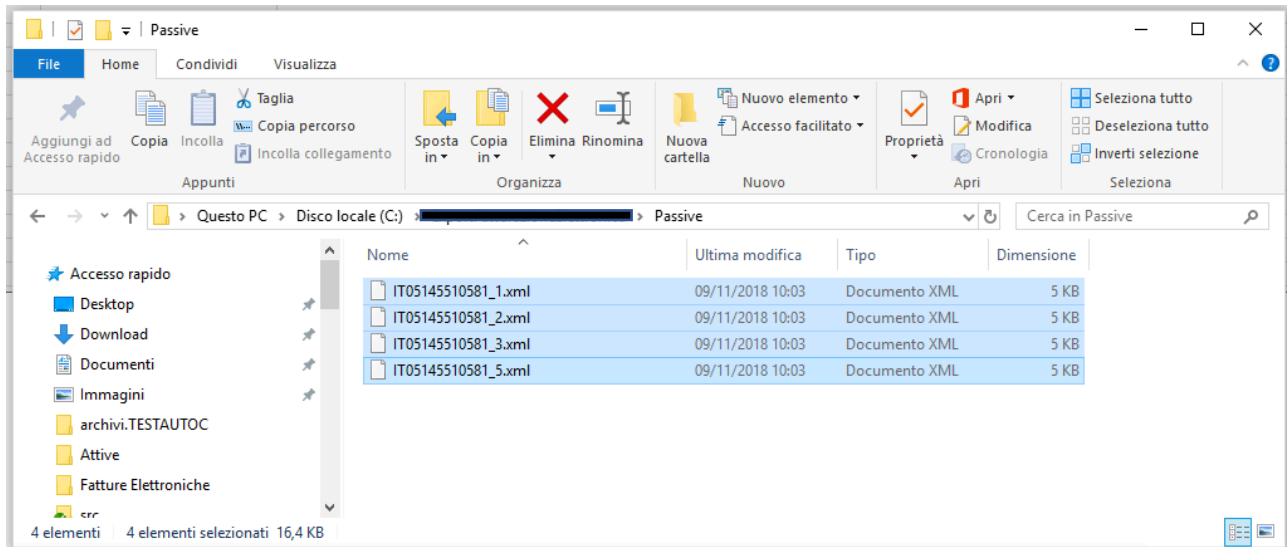 Passive
File Home Condividi Visualizza
Aggiungi ad Accesso rapido
Copia
Incolla
Taglia
Copia percorso
Incolla collegamento
Appunti
Sposta in
Copia in
Elimina
Rinomina
Organizza
Nuova cartella
Nuovo elemento
Accesso facilitato
Nuovo
Proprietà
Apri
Modifica
Cronologia
Apri
Seleziona tutto
Deseleziona tutto
Inverti selezione
Seleziona
Questo PC > Disco locale (C:) > > Passive
Cerca in Passive
Nome Ultima modifica Tipo Dimensione
IT05145510581_1.xml 09/11/2018 10:03 Documento XML 5 KB
IT05145510581_2.xml 09/11/2018 10:03 Documento XML 5 KB
IT05145510581_3.xml 09/11/2018 10:03 Documento XML 5 KB
IT05145510581_5.xml 09/11/2018 10:03 Documento XML 5 KB
Accesso rapido
Desktop
Download
Documenti
Immagini
archivi.TESTAUTOC
Attive
Fatture Elettroniche
src
4 elementi 4 elementi selezionati 16,4 KB